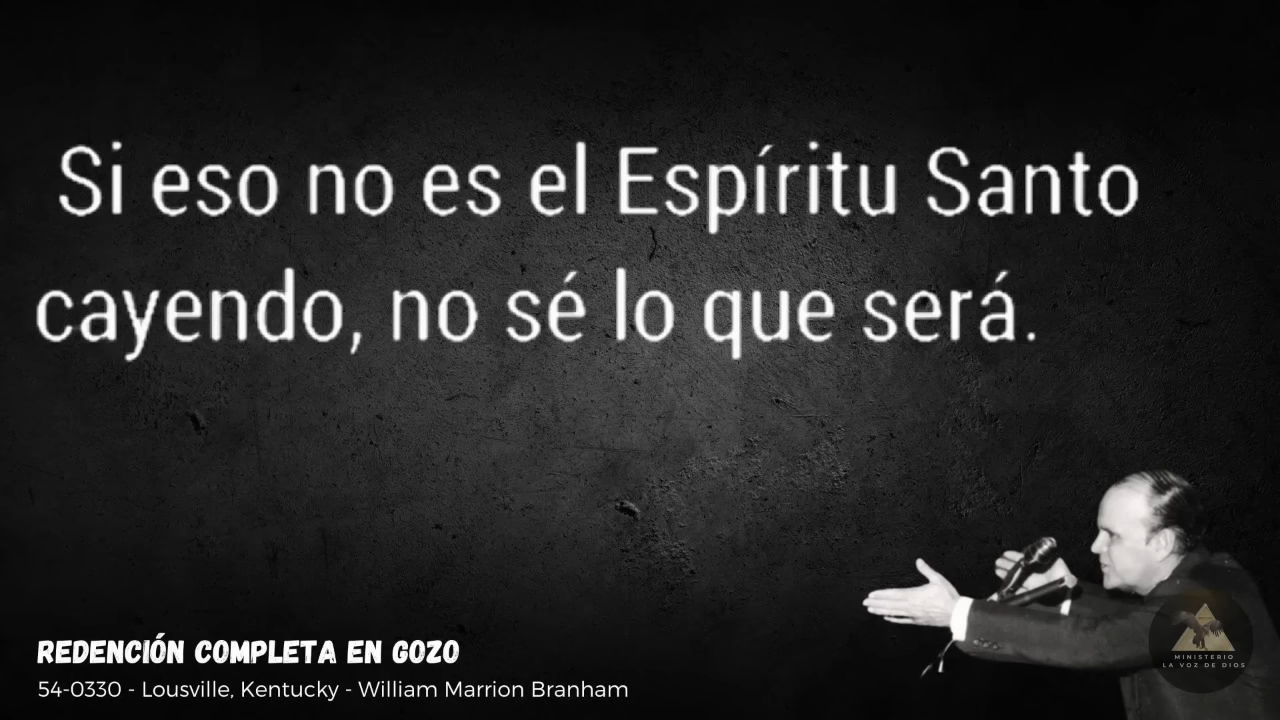 Si eso no es el Espíritu Santo
cayendo, no sé lo que será.
REDENCIÓN COMPLETA EN GOZO
54-0330 - Lousville, Kentucky - William Marrion Branham
MINISTERIO
LA VOZ DE DIOS